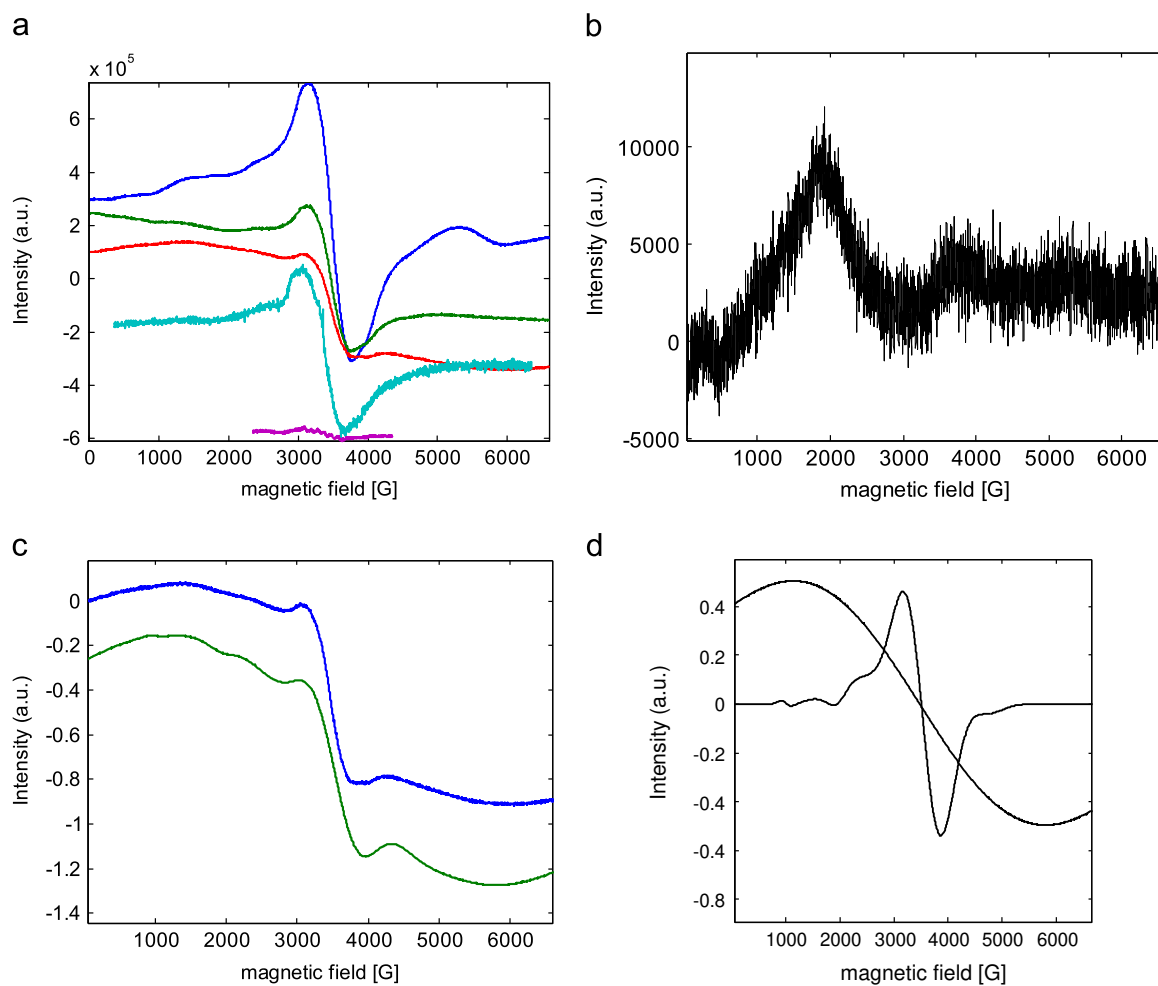 a
x 10^5
6
4
2
0
-2
-4
-6
0 1000 2000 3000 4000 5000 6000
Intensity (a.u.)
magnetic field [G]
b
10000
5000
0
-5000
1000 2000 3000 4000 5000 6000
Intensity (a.u.)
magnetic field [G]
c
0
-0.2
-0.4
-0.6
-0.8
-1
-1.2
-1.4
1000 2000 3000 4000 5000 6000
Intensity (a.u.)
magnetic field [G]
d
0.4
0.2
0
-0.2
-0.4
-0.6
-0.8
1000 2000 3000 4000 5000 6000
Intensity (a.u.)
magnetic field [G]